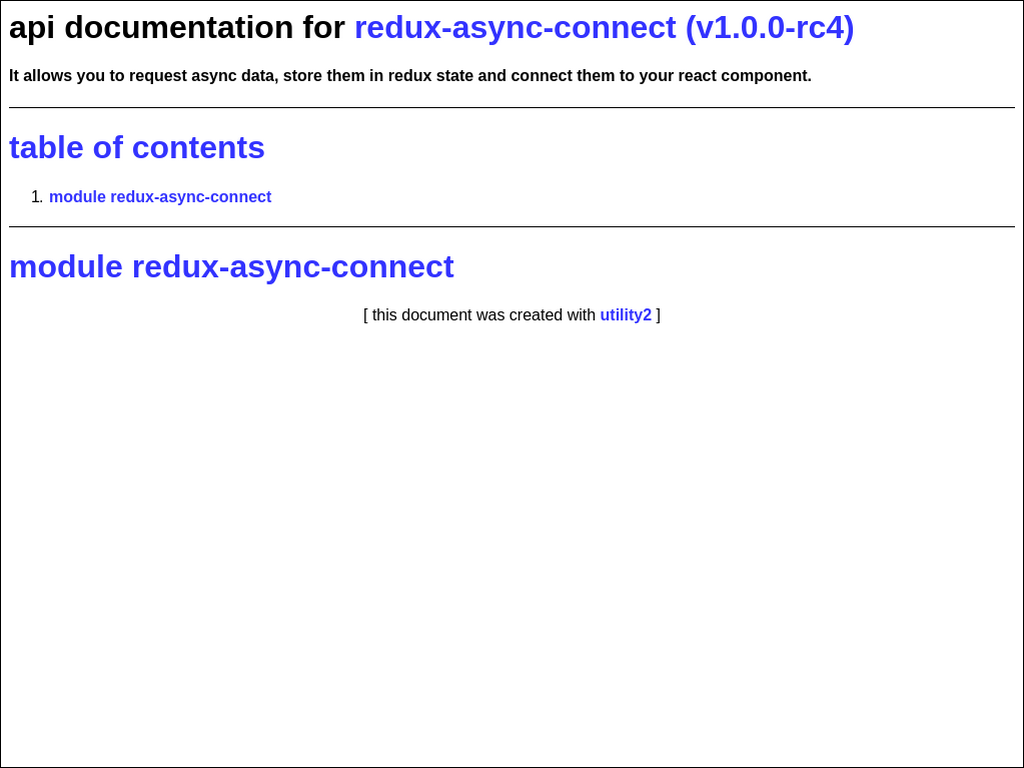 api documentation for redux-async-connect (v1.0.0-rc4)
It allows you to request async data, store them in redux state and connect them to your react component.
table of contents
1. module redux-async-connect
module redux-async-connect
[ this document was created with utility2 ]